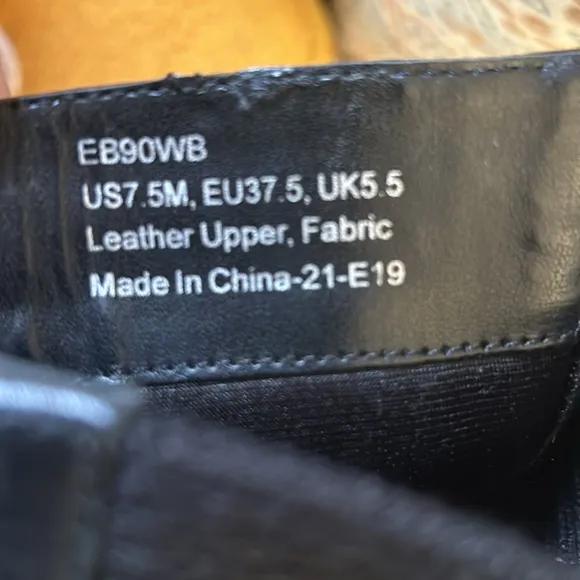 EB90WB
US7.5M, EU37.5, UK5.5
Leather Upper, Fabric
Made In China-21-E19